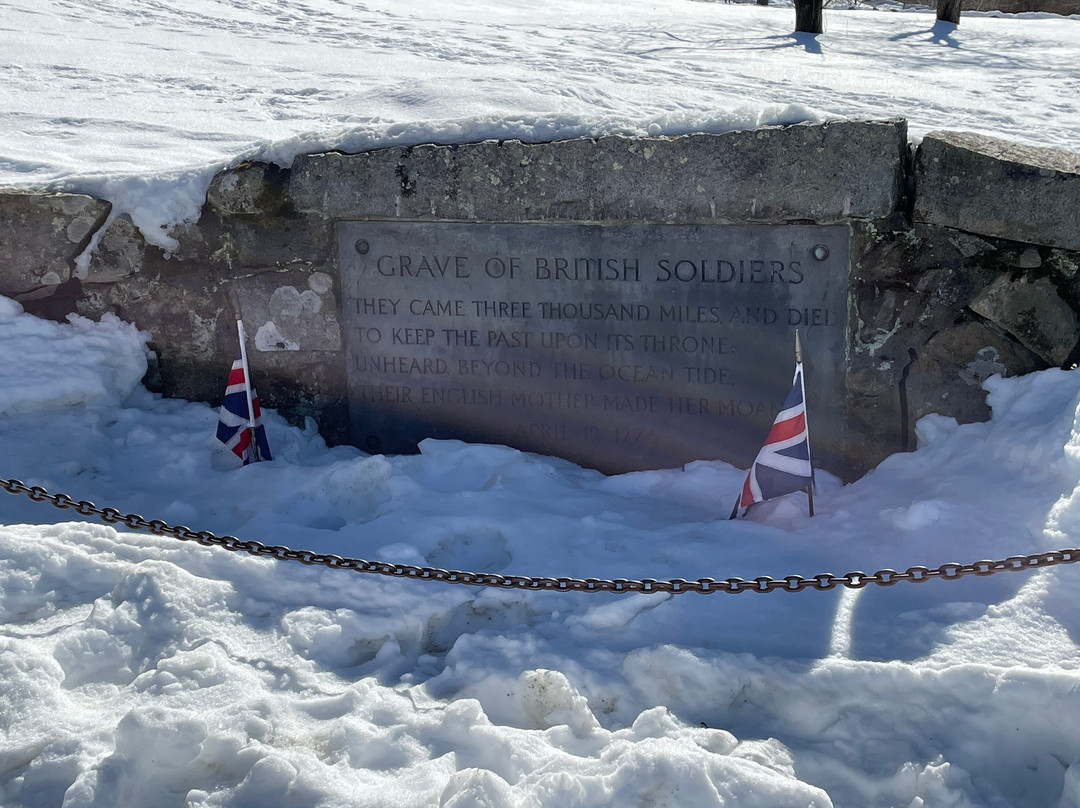 GRAVE OF BRITISH SOLDIERS
THEY CAME THREE THOUSAND MILES, AND DIED,
TO KEEP THE PAST UPON ITS THRONE;
UNHEARD, BEYOND THE OCEAN TIDE,
THEIR ENGLISH MOTHER MADE HER MOAN.
APRIL 19, 1775